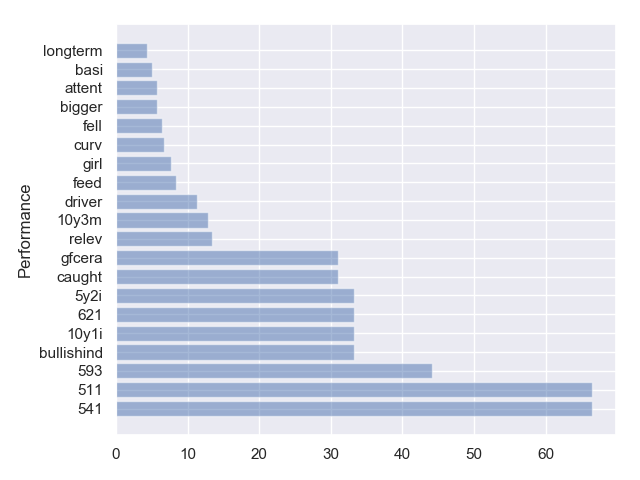 longterm
basi
attent
bigger
fell
curv
girl
feed
driver
10y3m
relev
gfcera
caught
5y2i
621
10y1i
bullishind
593
511
541
Performance
0 10 20 30 40 50 60